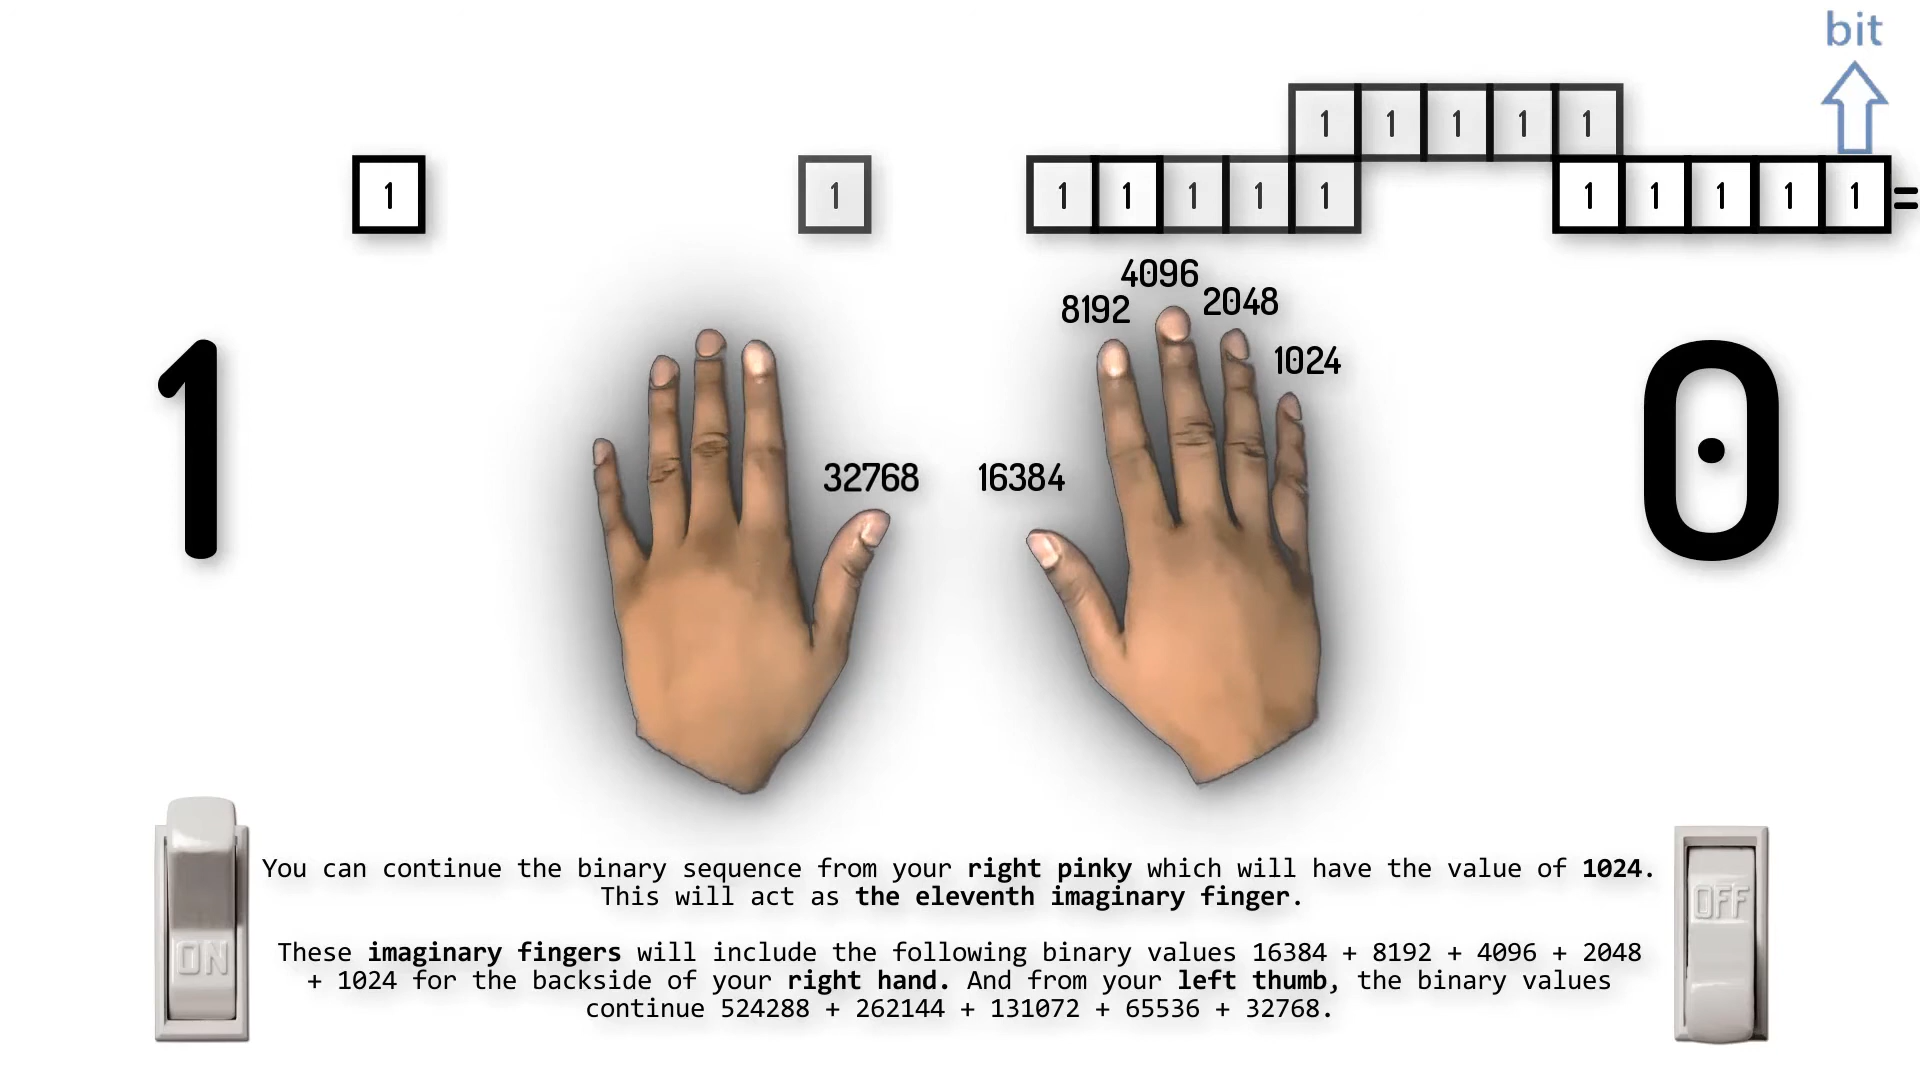 bit
1 1 1 1 1
1 1 1 1 1 1 1 1 1 1 1 1 =
4096
8192 2048
1024
32768 16384
1 0
You can continue the binary sequence from your right pinky which will have the value of 1024.
This will act as the eleventh imaginary finger.
ON OFF
These imaginary fingers will include the following binary values 16384 + 8192 + 4096 + 2048
+ 1024 for the backside of your right hand. And from your left thumb, the binary values
continue 524288 + 262144 + 131072 + 65536 + 32768.